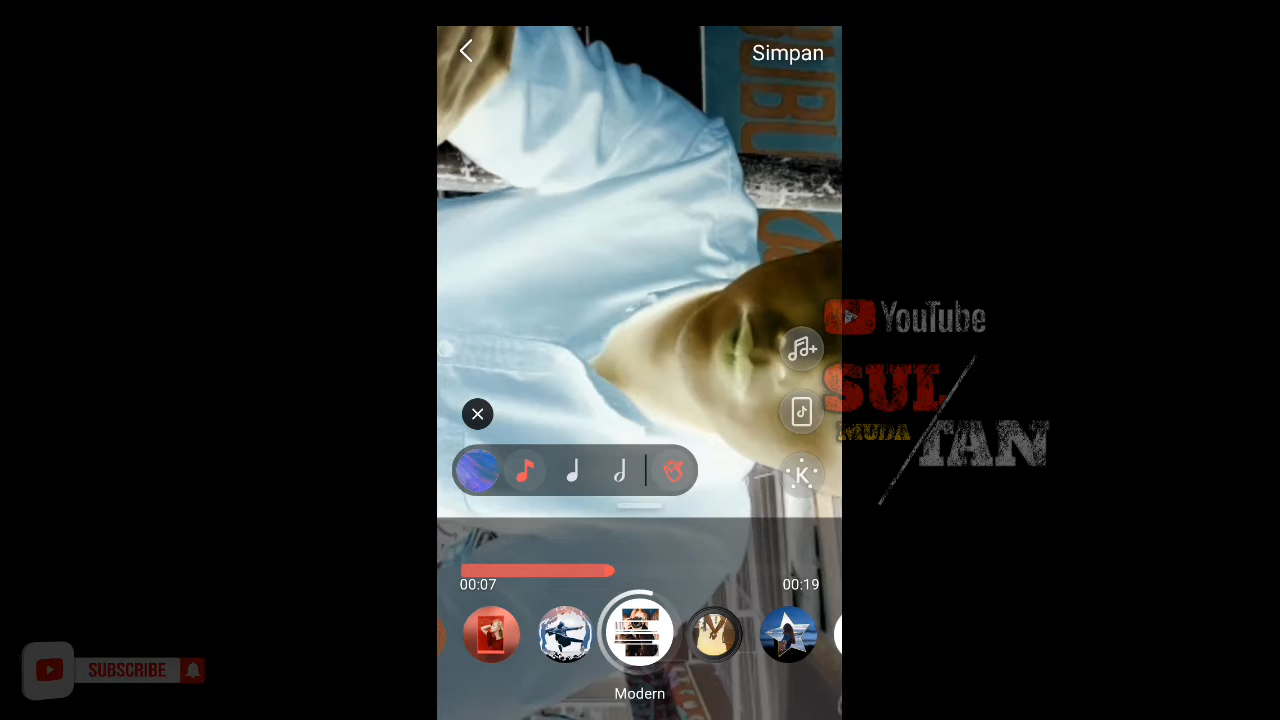 Simpan
YouTube
SUL
MUDA
TAN
K
00:07
00:19
SUBSCRIBE
Modern